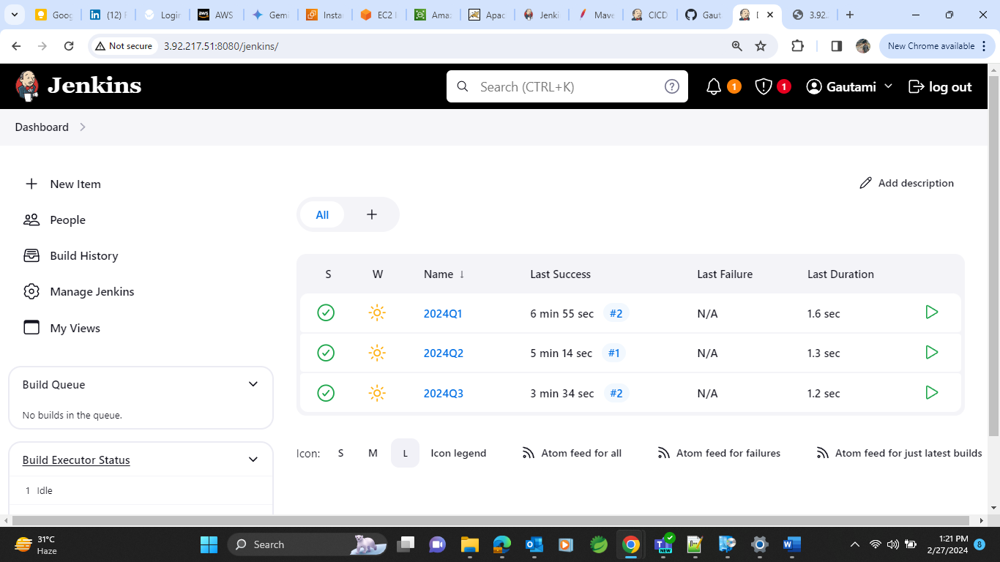 Goog
(12) F
Login
AWS
Gemi
Insta
EC2
Amaz
Apac
Jenki
Mave
CICD
Gaut
3.92.
Not secure
3.92.217.51:8080/jenkins/
New Chrome available
Jenkins
Search (CTRL+K)
1
1
Gautami
log out
Dashboard
New Item
Add description
People
All
Build History
Manage Jenkins
My Views
S W Name ↓ Last Success Last Failure Last Duration
2024Q1 6 min 55 sec #2 N/A 1.6 sec
2024Q2 5 min 14 sec #1 N/A 1.3 sec
2024Q3 3 min 34 sec #2 N/A 1.2 sec
Build Queue
No builds in the queue.
Icon: S M L Icon legend Atom feed for all Atom feed for failures Atom feed for just latest builds
Build Executor Status
1 Idle
31°C
Haze
Search
NEW
1:21 PM
2/27/2024
8